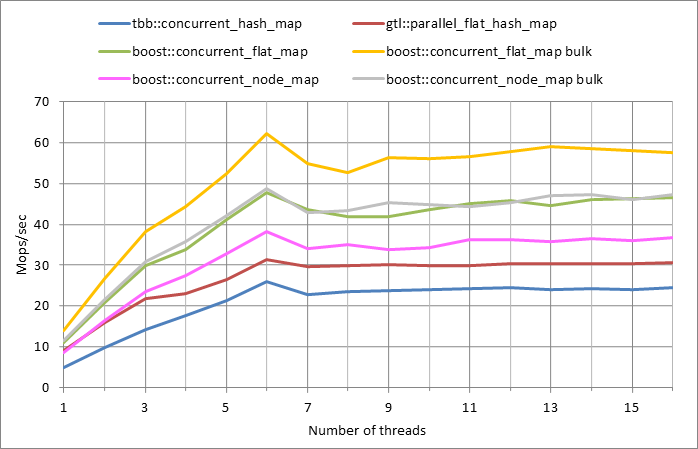 tbb::concurrent_hash_map gtl::parallel_flat_hash_map
boost::concurrent_flat_map boost::concurrent_flat_map bulk
boost::concurrent_node_map boost::concurrent_node_map bulk
70
60
50
40
30
20
10
0
Mops/sec
1 3 5 7 9 11 13 15
Number of threads